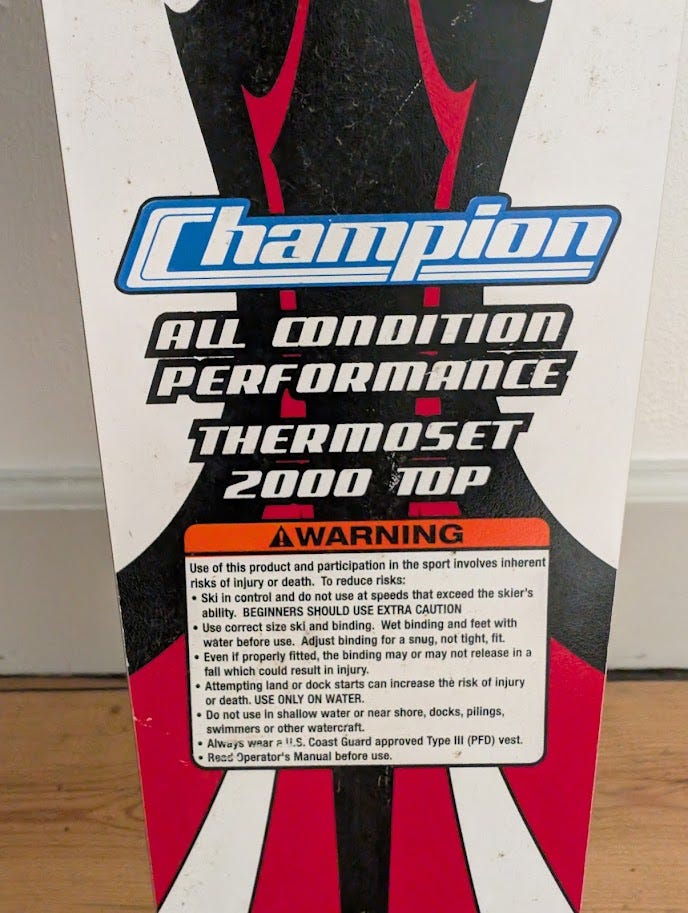 Champion
ALL CONDITION
PERFORMANCE
THERMOSET
2000 TOP
WARNING
Use of this product and participation in the sport involves inherent
risks of injury or death. To reduce risks:
• Ski in control and do not use at speeds that exceed the skier's
ability. BEGINNERS SHOULD USE EXTRA CAUTION
• Use correct size ski and binding. Wet binding and feet with
water before use. Adjust binding for a snug, not tight, fit.
• Even if properly fitted, the binding may or may not release in a
fall which could result in injury.
• Attempting land or dock starts can increase the risk of injury
or death. USE ONLY ON WATER.
• Do not use in shallow water or near shore, docks, pilings,
swimmers or other watercraft.
• Always wear a U.S. Coast Guard approved Type III (PFD) vest.
• Read Operator's Manual before use.